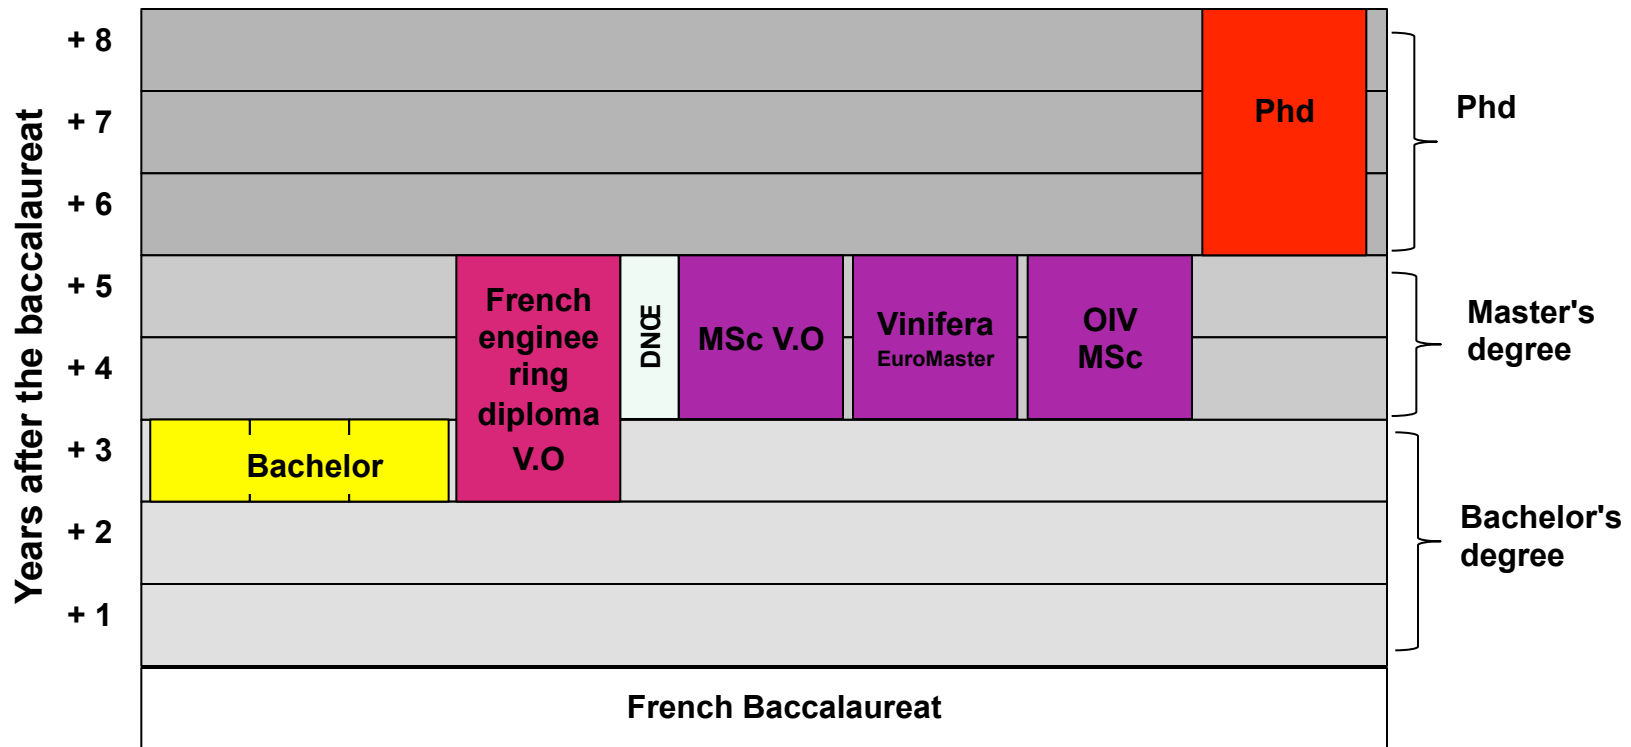 Years after the baccalaureat
+ 8
+ 7
+ 6
+ 5
+ 4
+ 3
+ 2
+ 1
Phd
Phd
French
enginee
ring
diploma
V.O
DNŒ
MSc V.O
Vinifera
EuroMaster
OIV
MSc
Master's
degree
Bachelor
Bachelor's
degree
French Baccalaureat